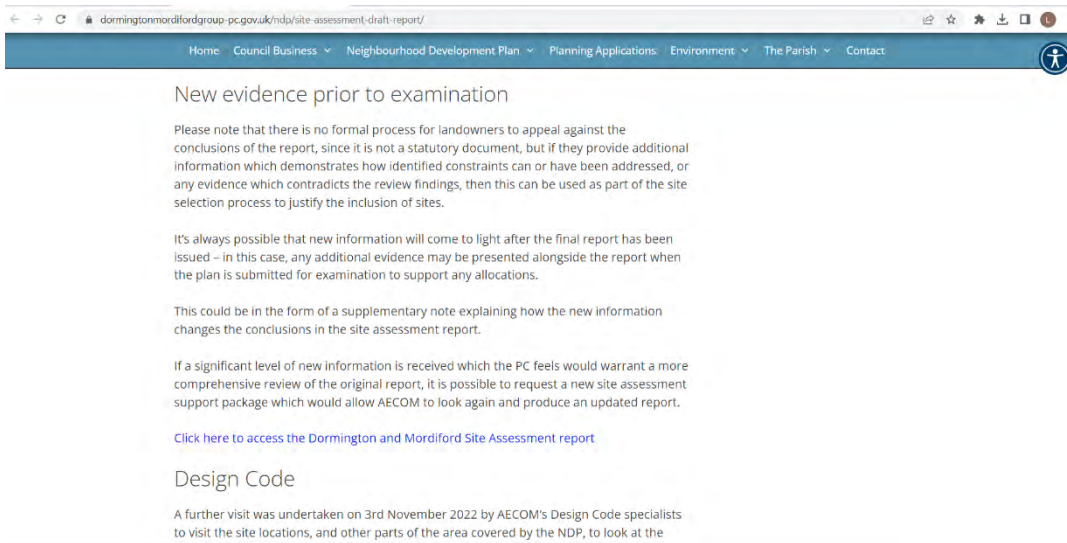 dormingtonmordifordgroup-pc.gov.uk/ndp/site-assessment-draft-report/
L
Home Council Business Neighbourhood Development Plan Planning Applications Environment The Parish Contact
New evidence prior to examination
Please note that there is no formal process for landowners to appeal against the
conclusions of the report, since it is not a statutory document, but if they provide additional
information which demonstrates how identified constraints can or have been addressed, or
any evidence which contradicts the review findings, then this can be used as part of the site
selection process to justify the inclusion of sites.
It's always possible that new information will come to light after the final report has been
issued – in this case, any additional evidence may be presented alongside the report when
the plan is submitted for examination to support any allocations.
This could be in the form of a supplementary note explaining how the new information
changes the conclusions in the site assessment report.
If a significant level of new information is received which the PC feels would warrant a more
comprehensive review of the original report, it is possible to request a new site assessment
support package which would allow AECOM to look again and produce an updated report.
Click here to access the Dormington and Mordiford Site Assessment report
Design Code
A further visit was undertaken on 3rd November 2022 by AECOM's Design Code specialists
to visit the site locations, and other parts of the area covered by the NDP, to look at the